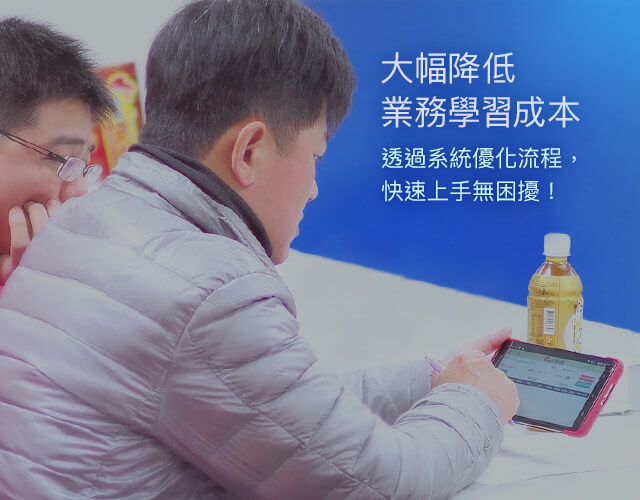 大幅降低
業務學習成本
透過系統優化流程，
快速上手無困擾！